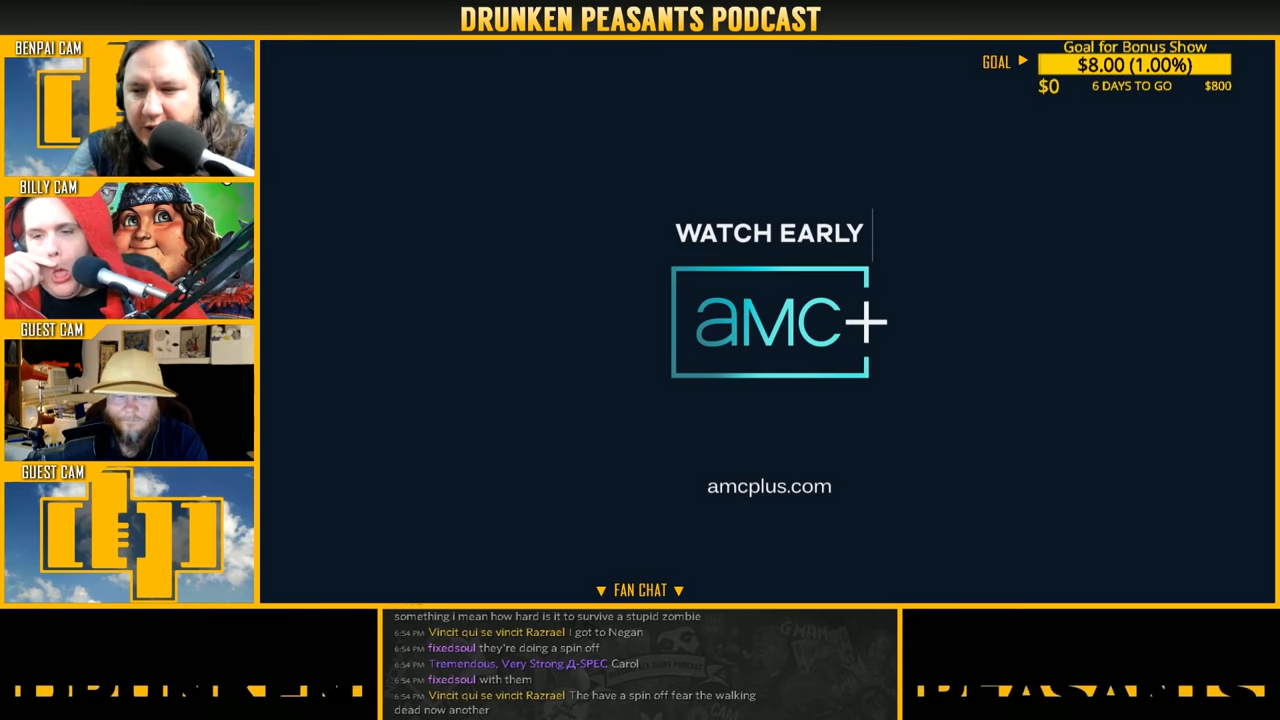 DRUNKEN PEASANTS PODCAST
BENPAI CAM
BILLY CAM
GUEST CAM
GUEST CAM
GOAL ►
Goal for Bonus Show
$8.00 (1.00%)
$0 6 DAYS TO GO $800
WATCH EARLY
aMC+
amcplus.com
▼ FAN CHAT ▼
something i mean how hard is it to survive a stupid zombie
6:54 PM Vincit qui se vincit Razrael I got to Negan
6:54 PM fixedsoul they're doing a spin off
6:54 PM Tremendous, Very Strong Д-SPEC Carol
6:54 PM fixedsoul with them
6:54 PM Vincit qui se vincit Razrael The have a spin off fear the walking
dead now another